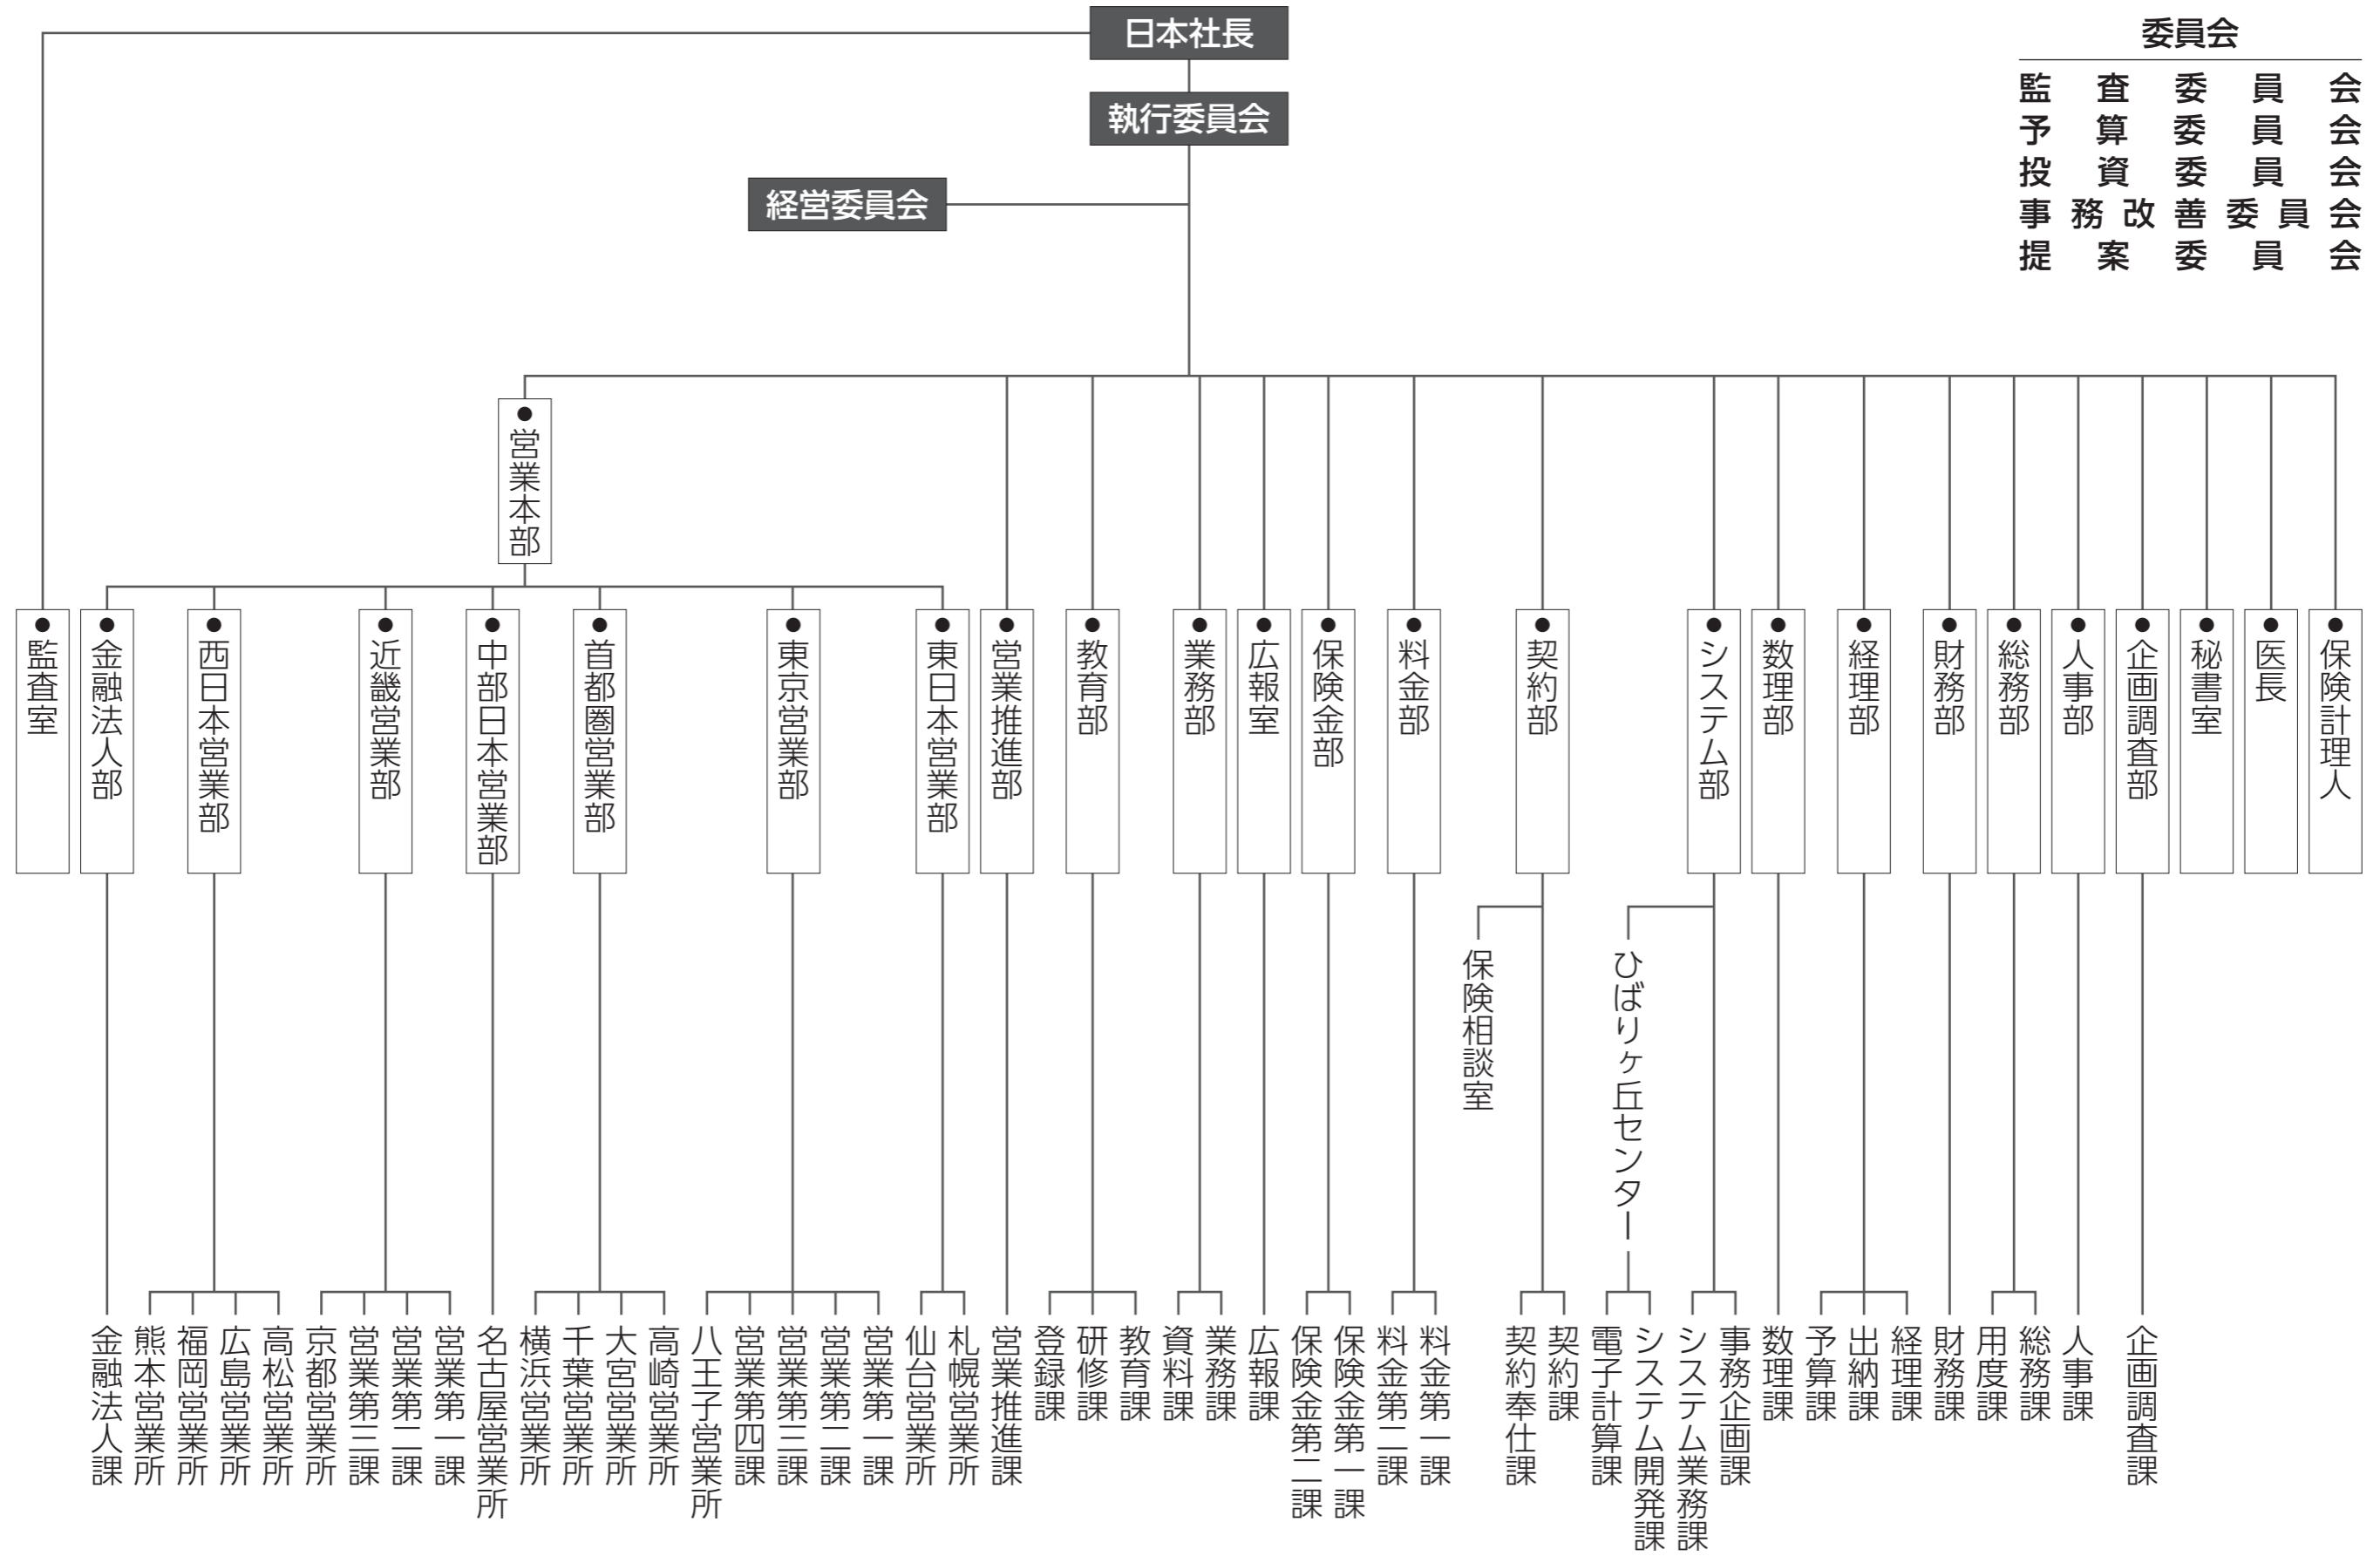 日本社長
執行委員会
経営委員会
委員会
監査委員会
予算委員会
投資委員会
事務改善委員会
提案委員会
●営業本部
●保険計理人
●医長
●秘書室
●企画調査部
●人事部
●総務部
●財務部
●経理部
●数理部
●システム部
●契約部
●料金部
●保険金部
●広報室
●業務部
●教育部
●営業推進部
●東日本営業部
●東京営業部
●首都圏営業部
●中部日本営業部
●近畿営業部
●西日本営業部
●金融法人部
●監査室
ひばりヶ丘センター
保険相談室
企画調査課
人事課
総務課
用度課
財務課
経理課
出納課
予算課
数理課
事務企画課
システム業務課
システム開発課
電子計算課
契約課
契約奉仕課
料金第一課
料金第二課
保険金第一課
保険金第二課
広報課
業務課
資料課
教育課
研修課
登録課
営業推進課
札幌営業所
仙台営業所
営業第一課
営業第二課
営業第三課
営業第四課
八王子営業所
高崎営業所
大宮営業所
千葉営業所
横浜営業所
名古屋営業所
営業第一課
営業第二課
営業第三課
京都営業所
高松営業所
広島営業所
福岡営業所
熊本営業所
金融法人課